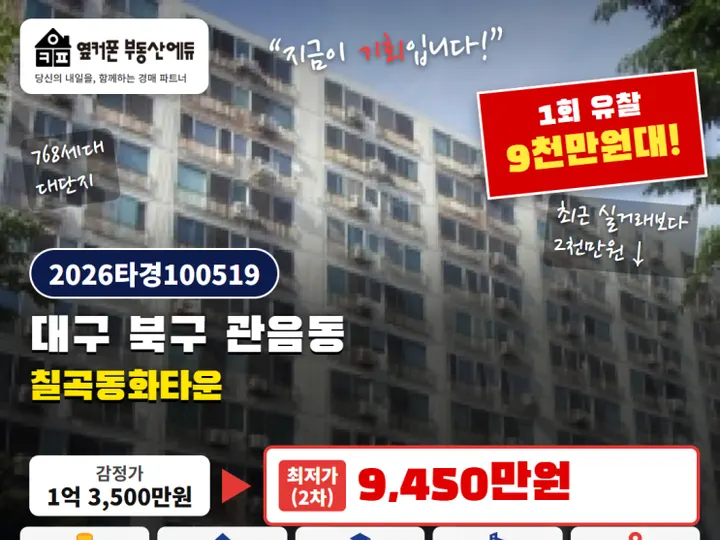 옆커폰 부동산에듀
당신의 내일을, 함께하는 경매 파트너
“지금이 기회입니다!”
1회 유찰
9천만원대!
768세대
대단지
최근 실거래보다
2천만원 ↓
2026타경100519
대구 북구 관음동
칠곡동화타운
감정가
1억 3,500만원
최저가
(2차)
9,450만원